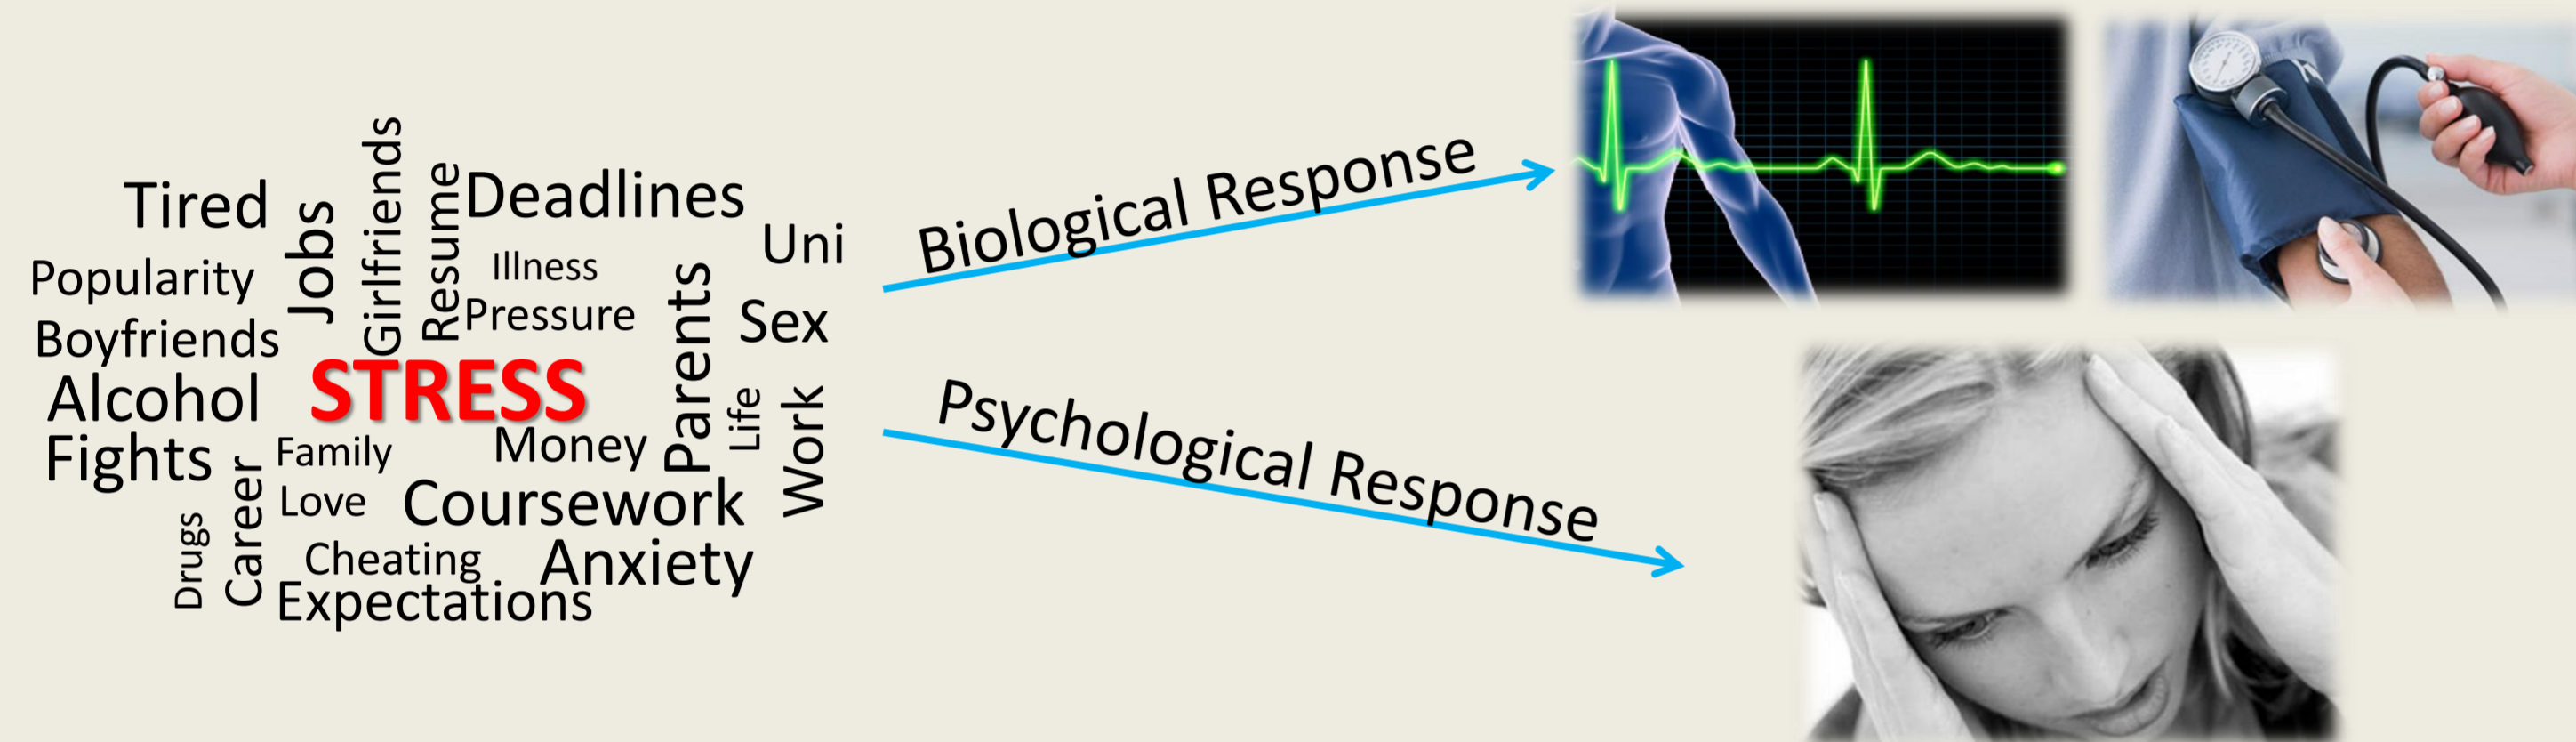 Tired
Jobs
Girlfriends
Resume
Deadlines
Uni
Popularity
Illness
Pressure
Boyfriends
Parents
Sex
Alcohol
STRESS
Life
Work
Fights
Family
Money
Career
Love
Coursework
Drugs
Cheating
Anxiety
Expectations
Biological Response
Psychological Response